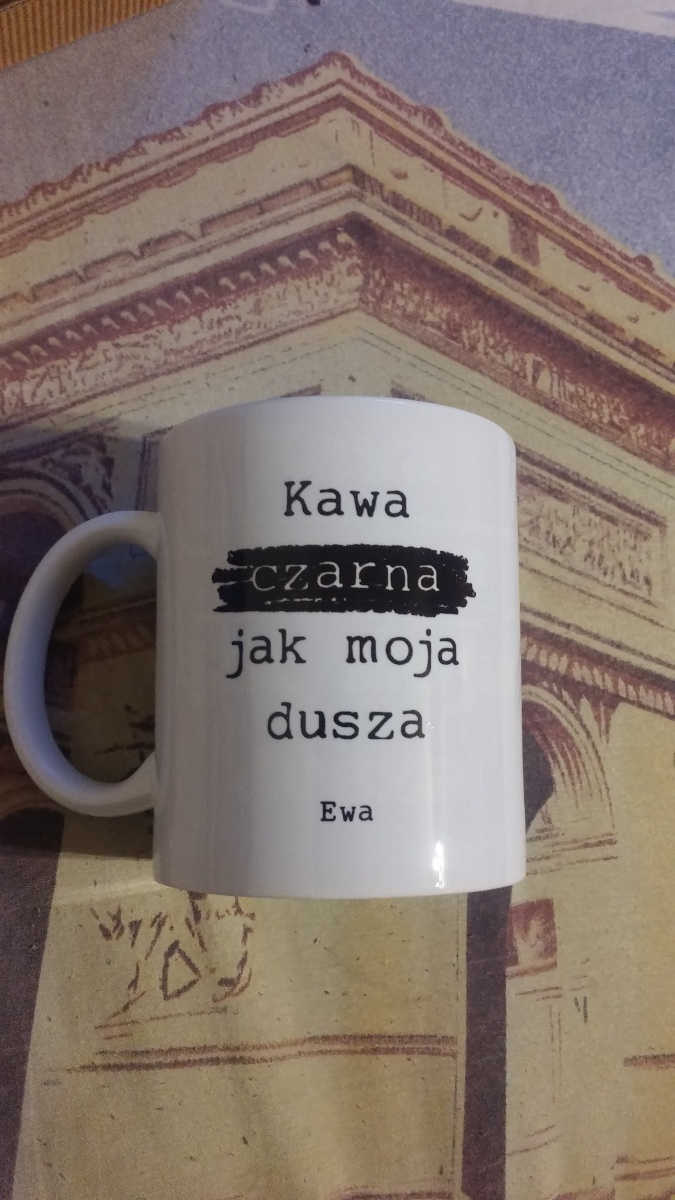 Kawa
czarna
jak moja
dusza
Ewa